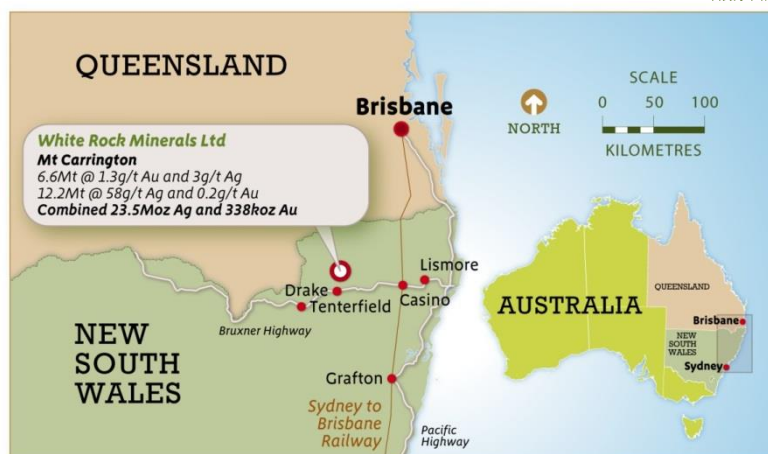 QUEENSLAND
Brisbane
White Rock Minerals Ltd
Mt Carrington
6.6Mt @ 1.3g/t Au and 3g/t Ag
12.2Mt @ 58g/t Ag and 0.2g/t Au
Combined 23.5Moz Ag and 338koz Au
Lismore
Drake
Casino
Tenterfield
Bruxner Highway
NEW
SOUTH
WALES
Grafton
Sydney to
Brisbane
Railway
Pacific
Highway
NORTH
SCALE
0 50 100
KILOMETRES
QUEENSLAND
AUSTRALIA
Brisbane
NEW
SOUTH
WALES
Sydney